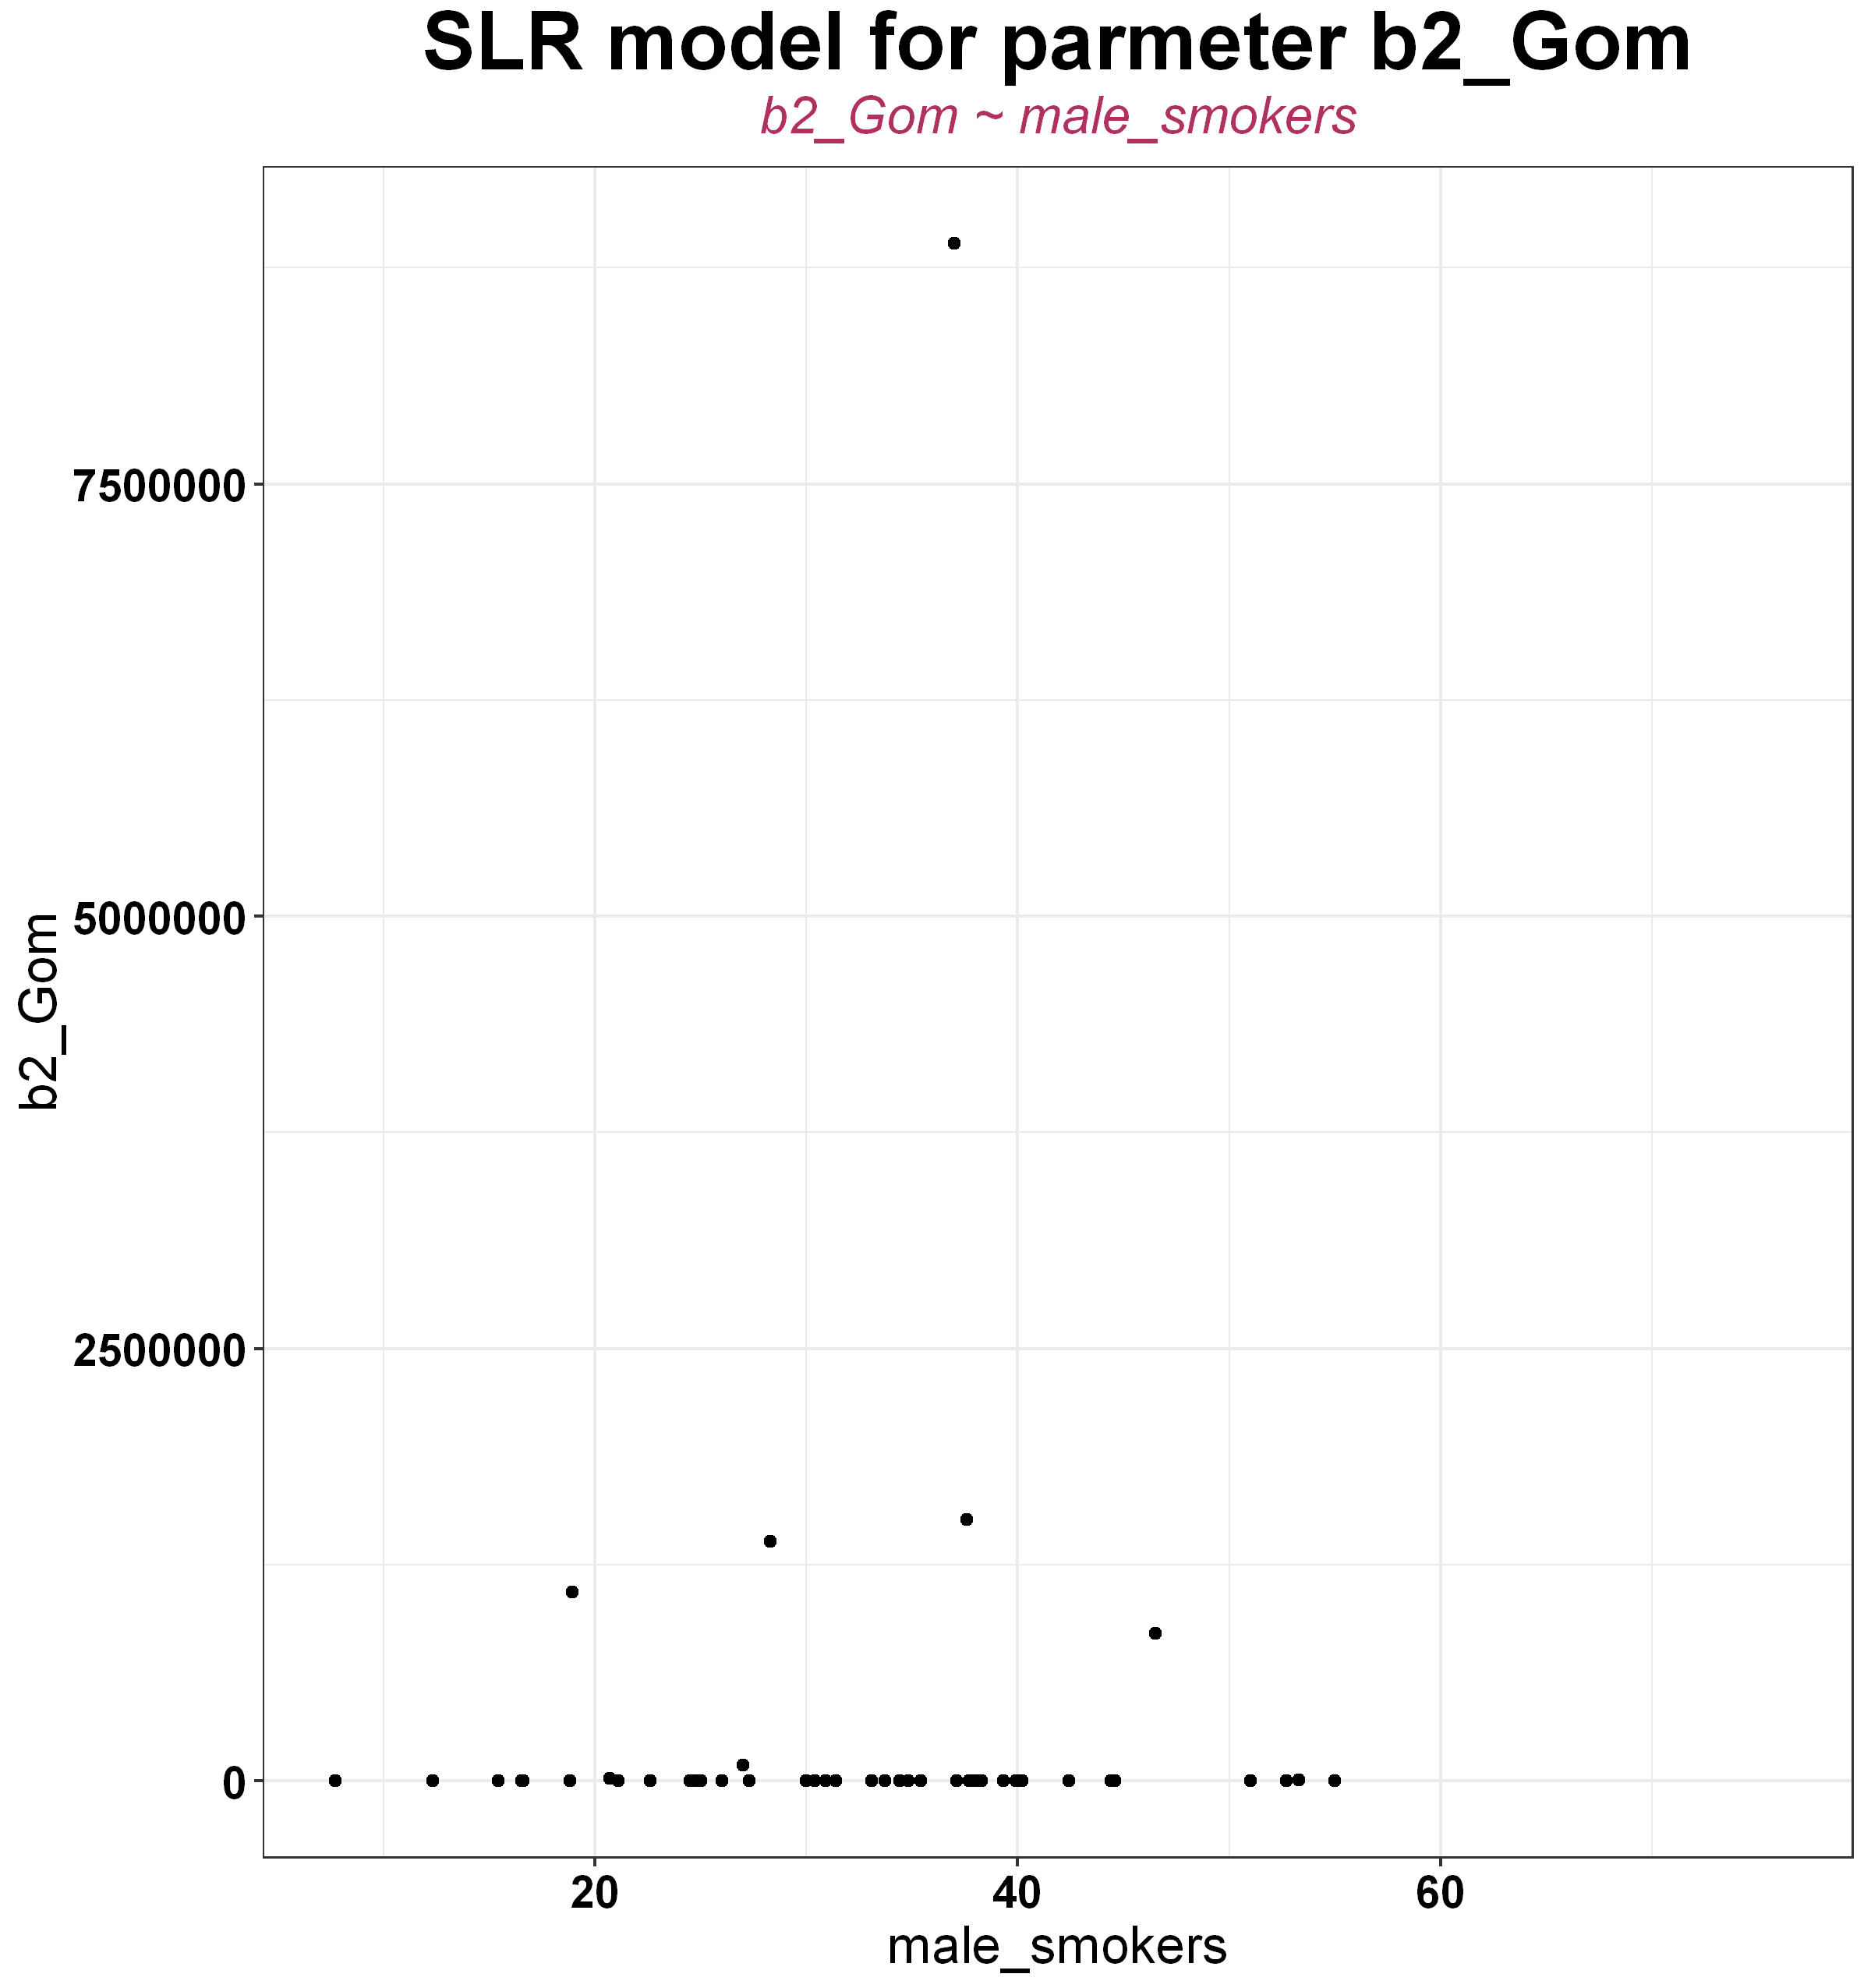 SLR model for parmeter b2_Gom
b2_Gom ~ male_smokers
7500000
5000000
2500000
0
b2_Gom
20
40
60
male_smokers